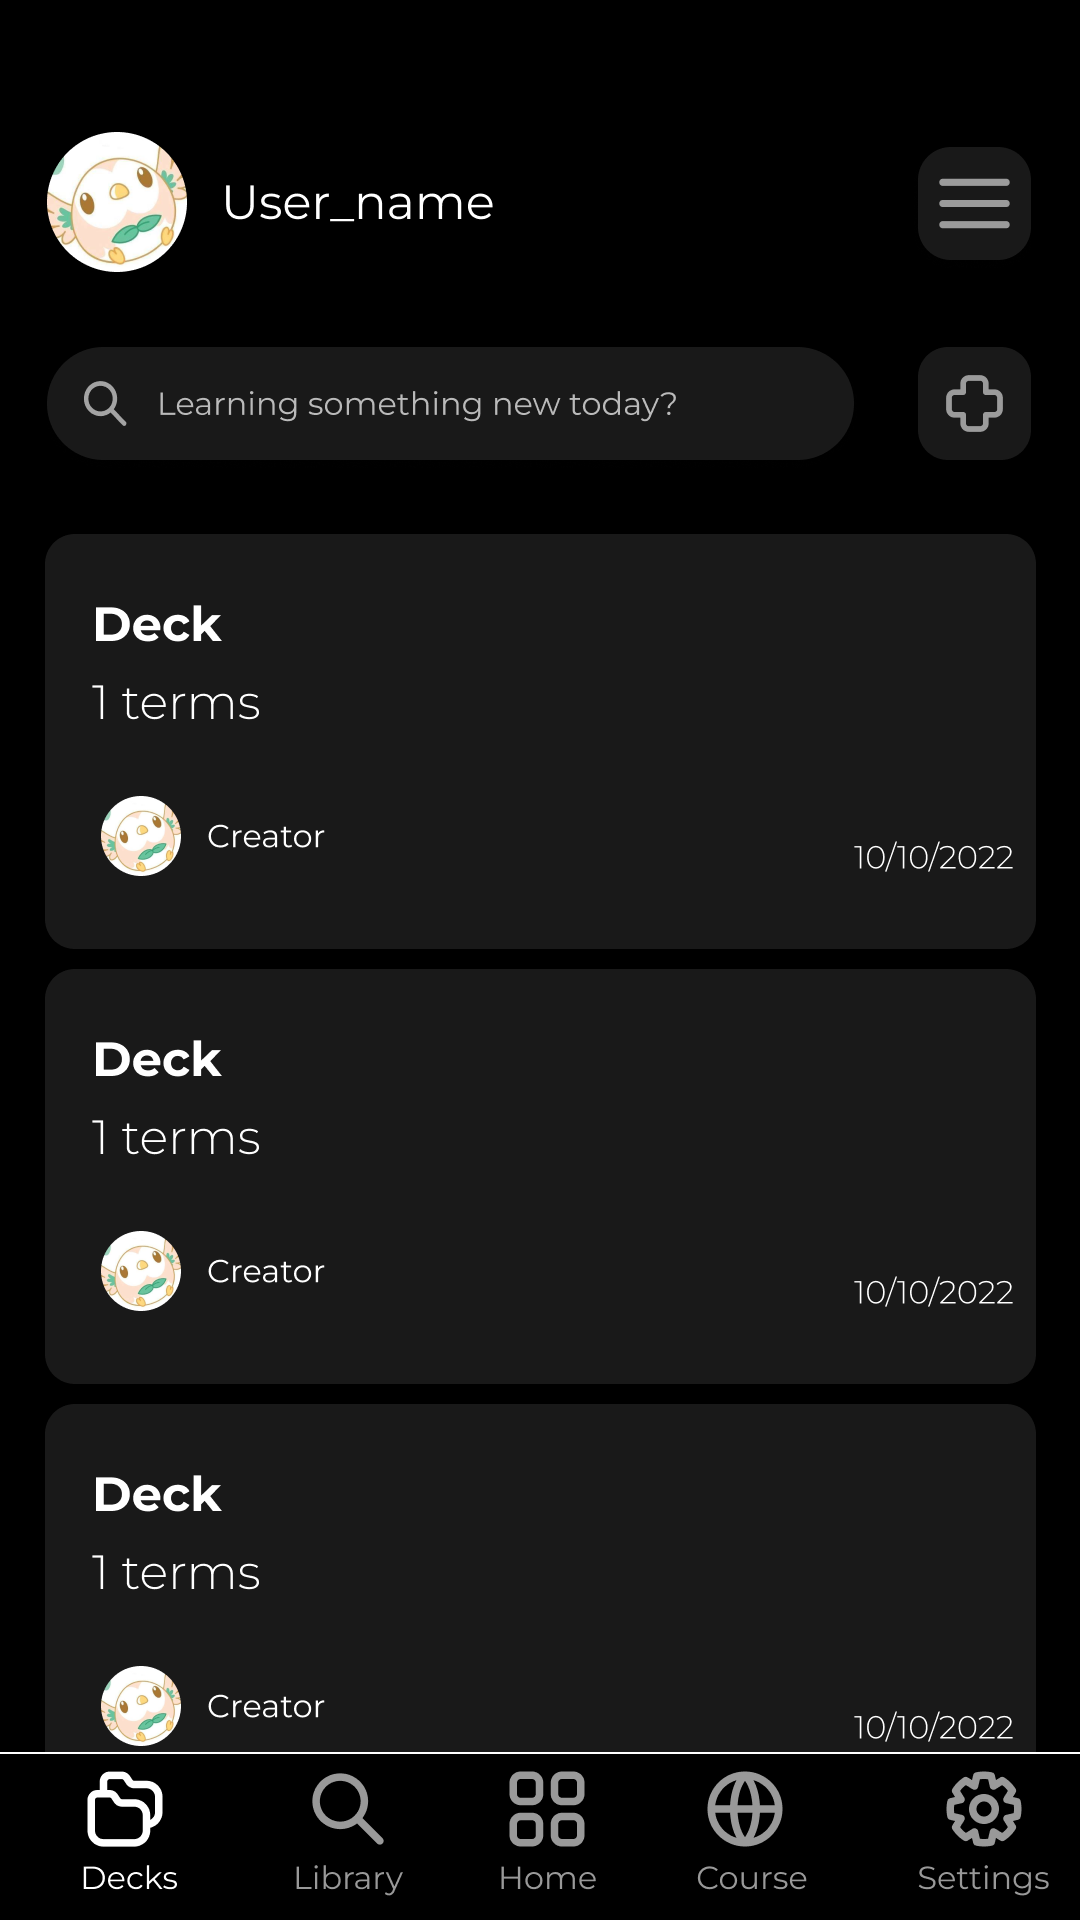 User_name
Learning something new today?
Deck
1 terms
Creator
10/10/2022
Deck
1 terms
Creator
10/10/2022
Deck
1 terms
Creator
10/10/2022
Decks Library Home Course Settings